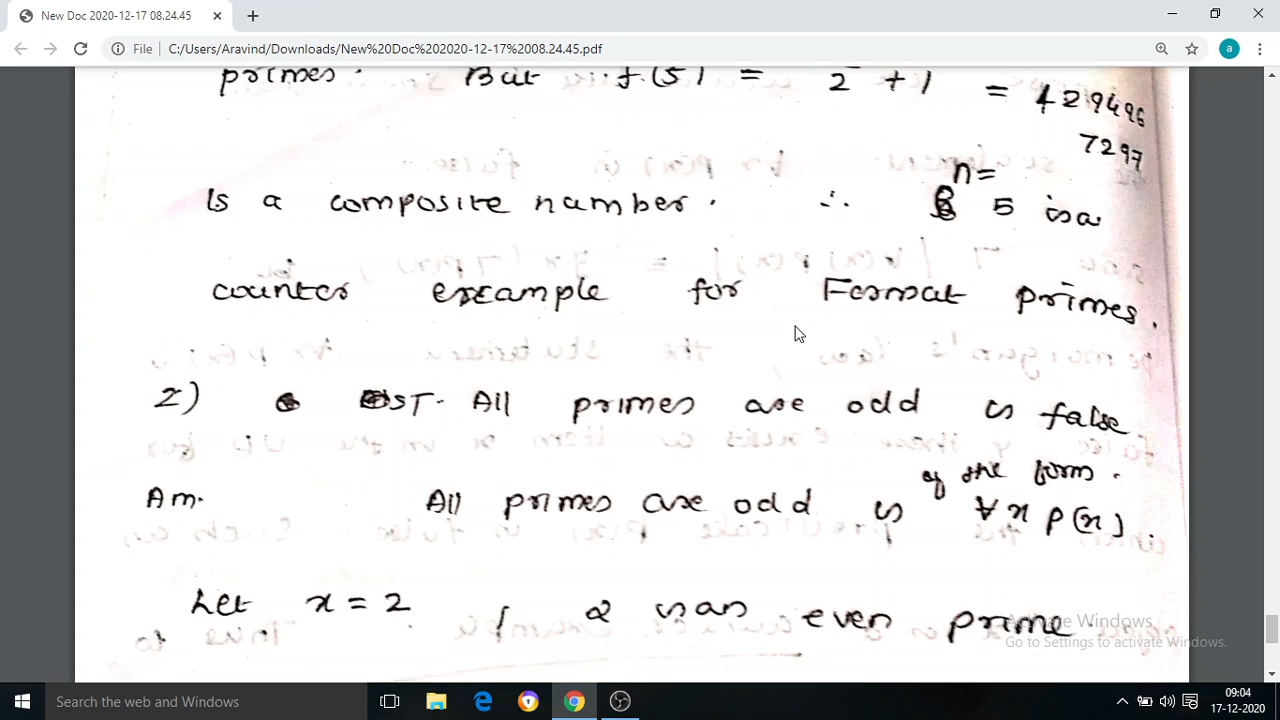 New Doc 2020-12-17 08.24.45
File C:/Users/Aravind/Downloads/New%20Doc%202020-12-17%2008.24.45.pdf
a
primes. But f(5) = 2 + 1 = 429496
7297
n=
Is a composite number. ∴ 5 is a
counter example for Fermat primes.
2) ST. All primes are odd is false
of the form.
Ans. All primes are odd is ∀x P(x).
Let x = 2, 2 is an even prime
Activate Windows
Go to Settings to activate Windows.
Search the web and Windows
09:04
17-12-2020